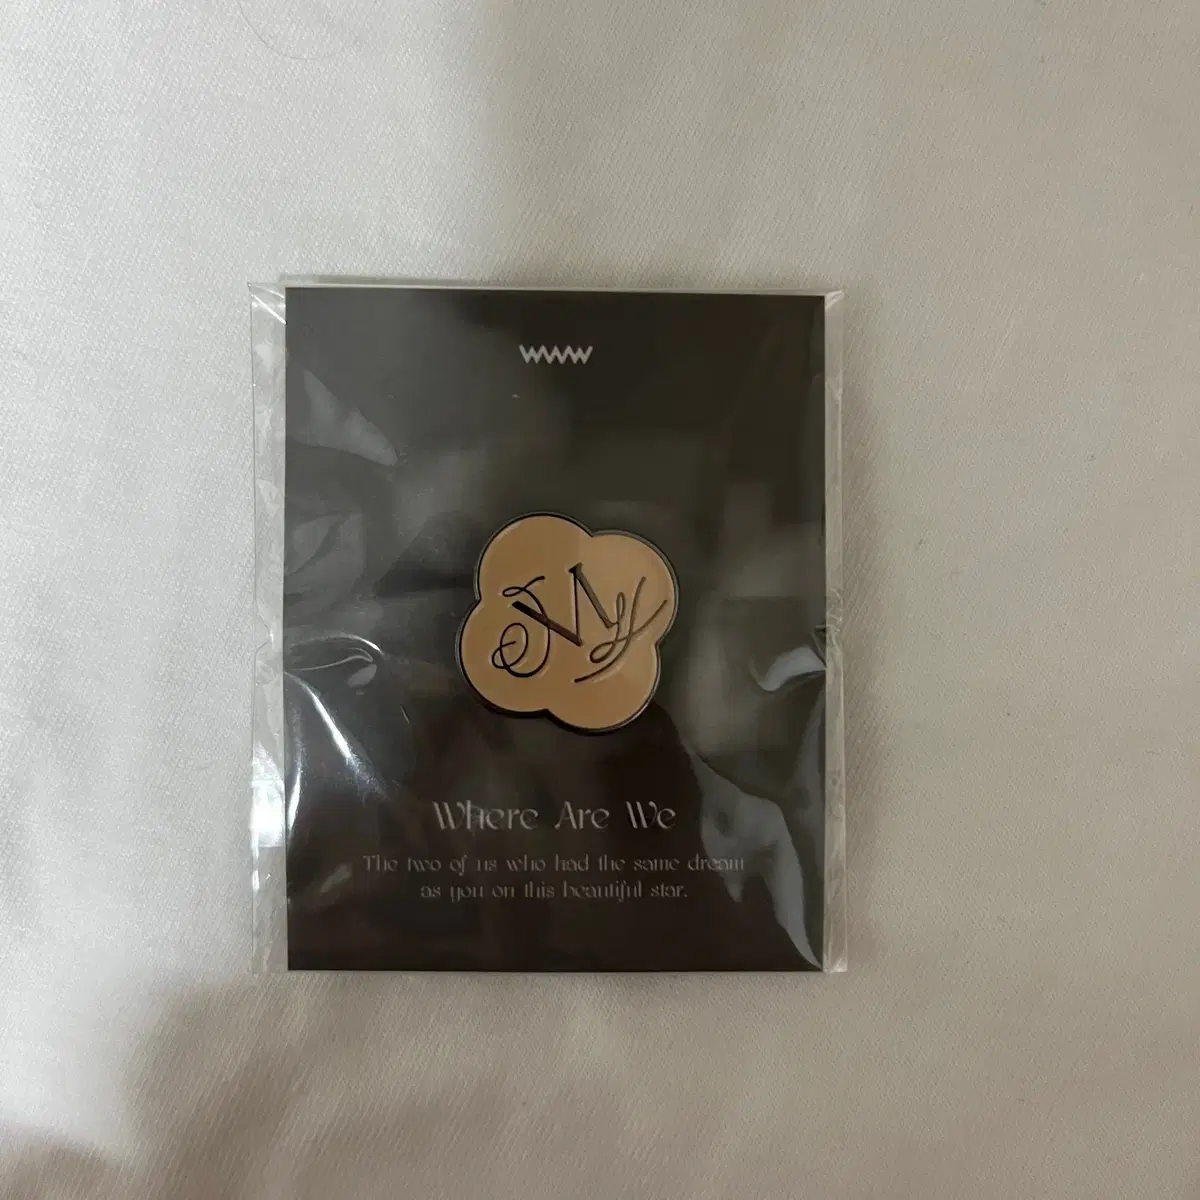 WWW
My
Where Are We
The two of us who had the same dream
as you on this beautiful star.